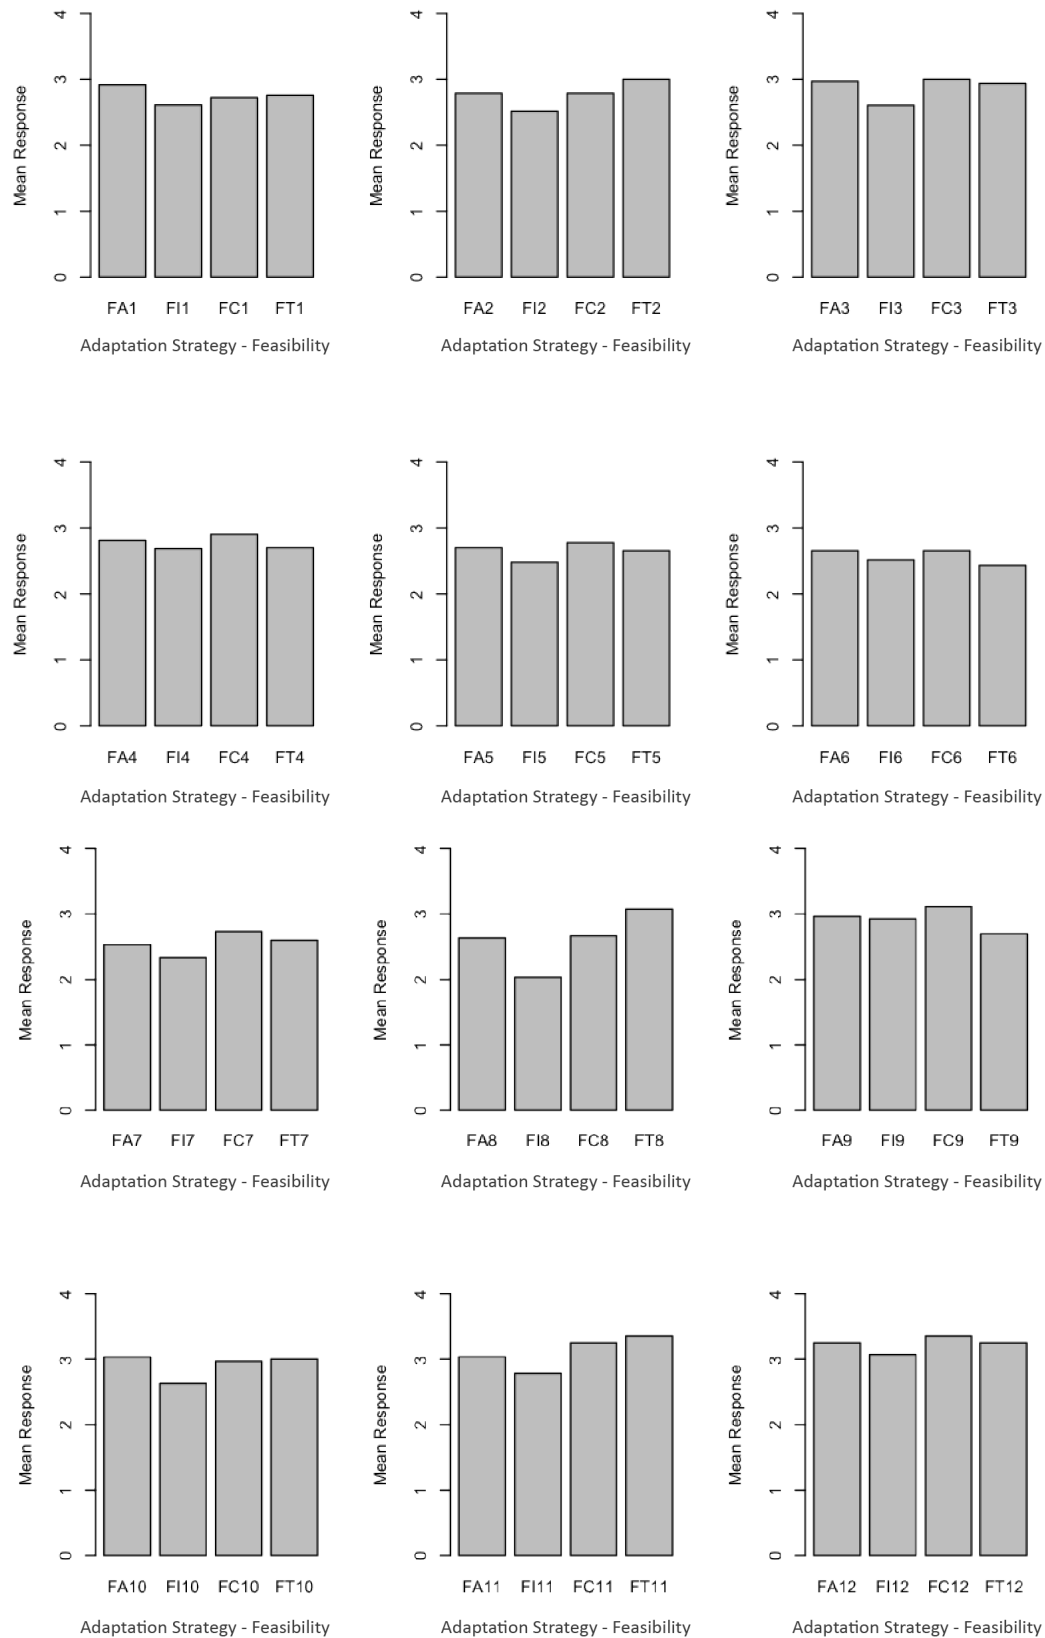 4
3
2
1
0
Mean Response
FA1 FI1 FC1 FT1
Adaptation Strategy - Feasibility
4
3
2
1
0
Mean Response
FA2 FI2 FC2 FT2
Adaptation Strategy - Feasibility
4
3
2
1
0
Mean Response
FA3 FI3 FC3 FT3
Adaptation Strategy - Feasibility
4
3
2
1
0
Mean Response
FA4 FI4 FC4 FT4
Adaptation Strategy - Feasibility
4
3
2
1
0
Mean Response
FA5 FI5 FC5 FT5
Adaptation Strategy - Feasibility
4
3
2
1
0
Mean Response
FA6 FI6 FC6 FT6
Adaptation Strategy - Feasibility
4
3
2
1
0
Mean Response
FA7 FI7 FC7 FT7
Adaptation Strategy - Feasibility
4
3
2
1
0
Mean Response
FA8 FI8 FC8 FT8
Adaptation Strategy - Feasibility
4
3
2
1
0
Mean Response
FA9 FI9 FC9 FT9
Adaptation Strategy - Feasibility
4
3
2
1
0
Mean Response
FA10 FI10 FC10 FT10
Adaptation Strategy - Feasibility
4
3
2
1
0
Mean Response
FA11 FI11 FC11 FT11
Adaptation Strategy - Feasibility
4
3
2
1
0
Mean Response
FA12 FI12 FC12 FT12
Adaptation Strategy - Feasibility